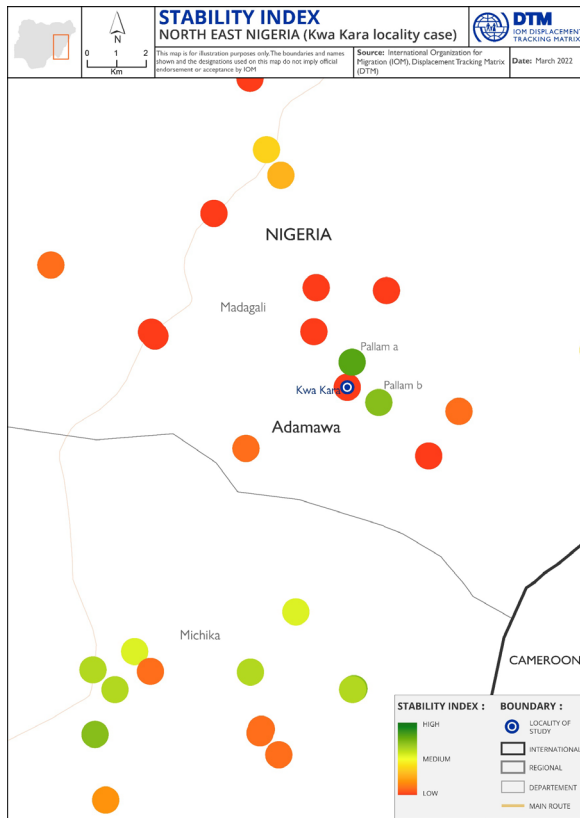 STABILITY INDEX
NORTH EAST NIGERIA (Kwa Kara locality case)
DTM
IOM DISPLACEMENT
TRACKING MATRIX
N
0 1 2
Km
This map is for illustration purposes only. The boundaries and names
shown and the designations used on this map do not imply official
endorsement or acceptance by IOM
Source: International Organization for
Migration (IOM), Displacement Tracking Matrix
(DTM)
Date: March 2022
NIGERIA
Madagali
Pallam a
Kwa Kara
Pallam b
Adamawa
Michika
CAMEROON
STABILITY INDEX :
HIGH
MEDIUM
LOW
BOUNDARY :
LOCALITY OF
STUDY
INTERNATIONAL
REGIONAL
DEPARTEMENT
MAIN ROUTE